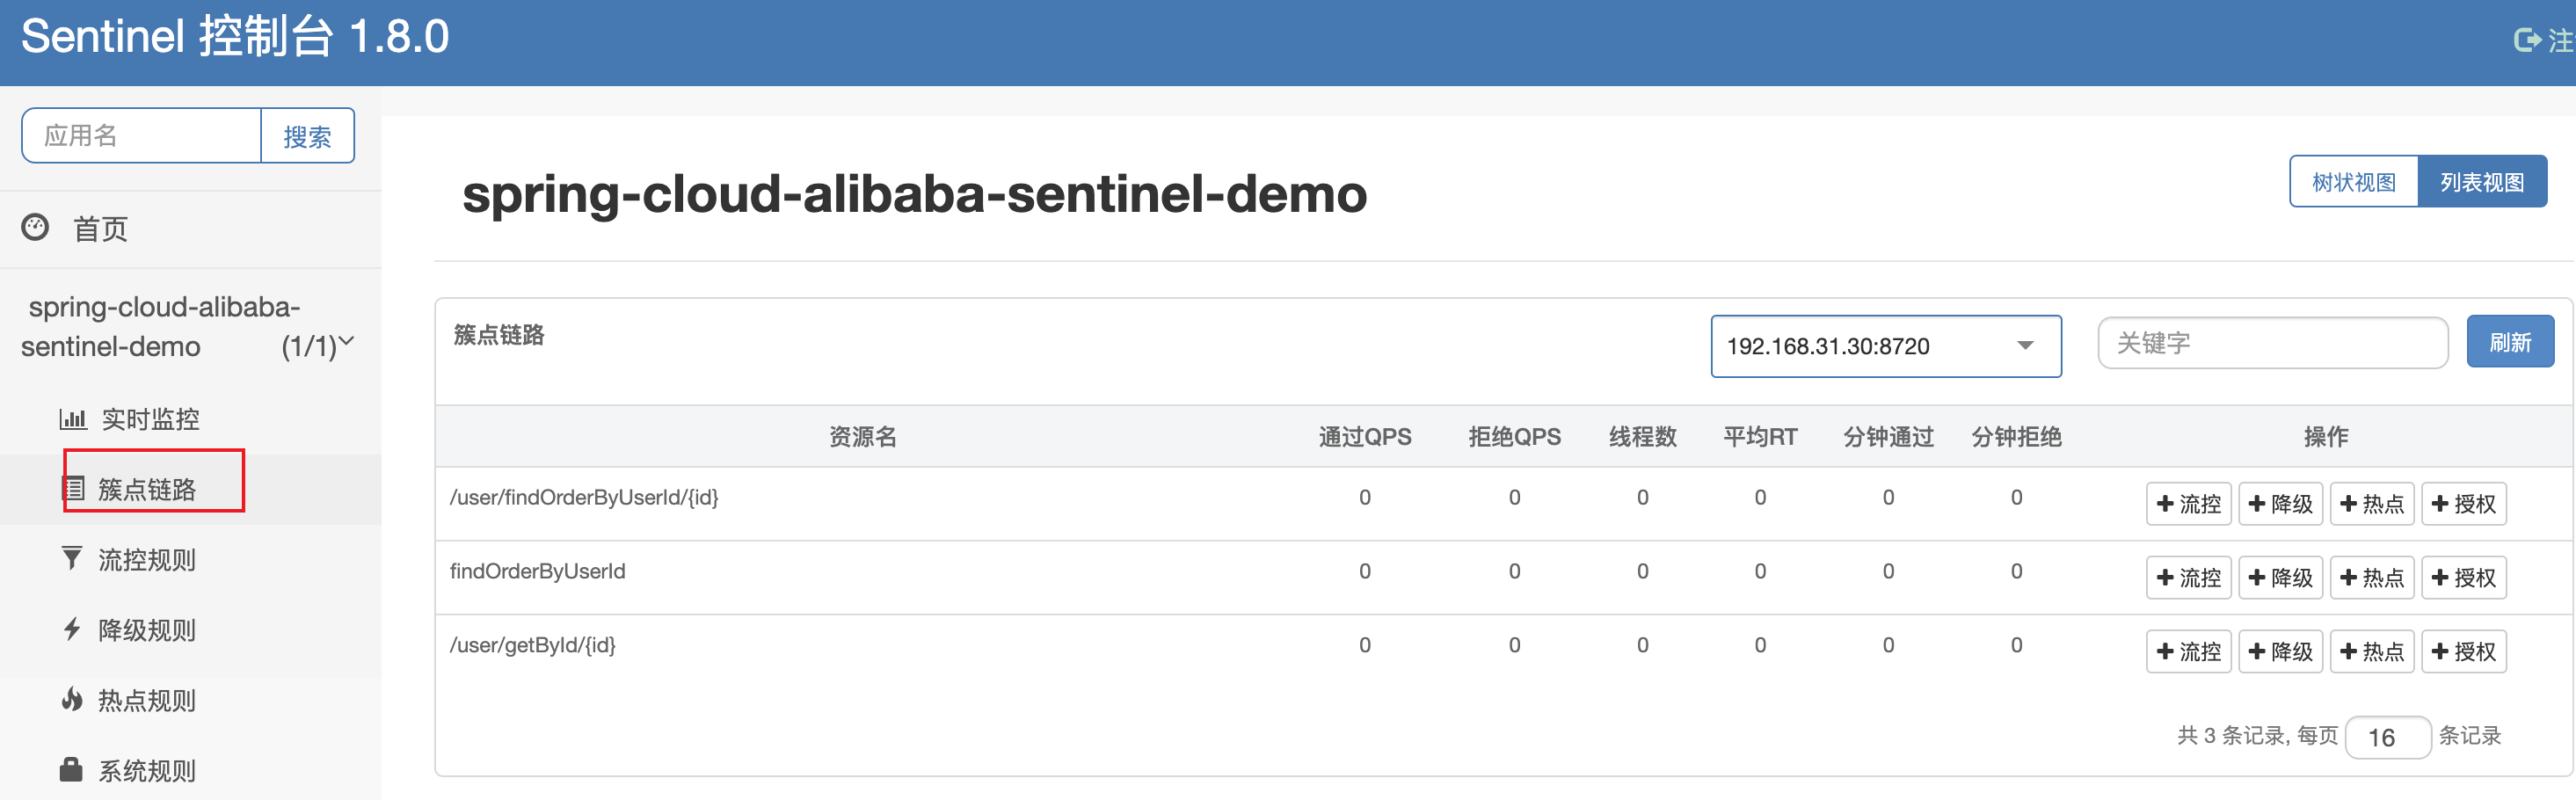 Sentinel 控制台 1.8.0
注
应用名
搜索
首页
spring-cloud-alibaba-
sentinel-demo (1/1)
实时监控
簇点链路
流控规则
降级规则
热点规则
系统规则
spring-cloud-alibaba-sentinel-demo
树状视图 列表视图
簇点链路
192.168.31.30:8720
关键字
刷新
资源名 通过QPS 拒绝QPS 线程数 平均RT 分钟通过 分钟拒绝 操作
/user/findOrderByUserId/{id} 0 0 0 0 0 0 +流控 +降级 +热点 +授权
findOrderByUserId 0 0 0 0 0 0 +流控 +降级 +热点 +授权
/user/getById/{id} 0 0 0 0 0 0 +流控 +降级 +热点 +授权
共 3 条记录, 每页 16 条记录